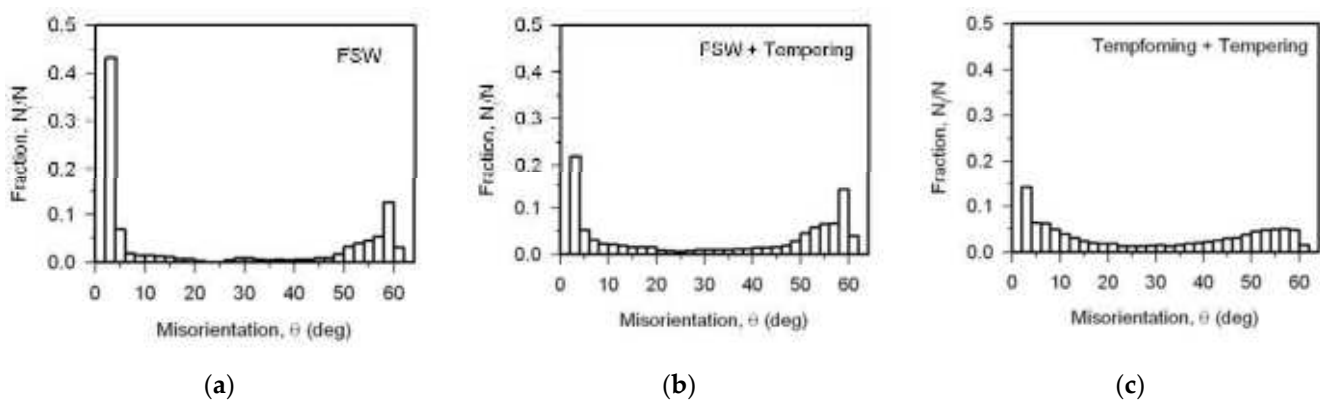 0.5
0.4
0.3
0.2
0.1
0.0
Fraction, Ni/N
FSW
0 10 20 30 40 50 60
Misorientation, θ (deg)
(a)
0.5
0.4
0.3
0.2
0.1
0.0
Fraction, Ni/N
FSW + Tempering
0 10 20 30 40 50 60
Misorientation, θ (deg)
(b)
0.5
0.4
0.3
0.2
0.1
0.0
Fraction, Ni/N
Tempforming + Tempering
0 10 20 30 40 50 60
Misorientation, θ (deg)
(c)